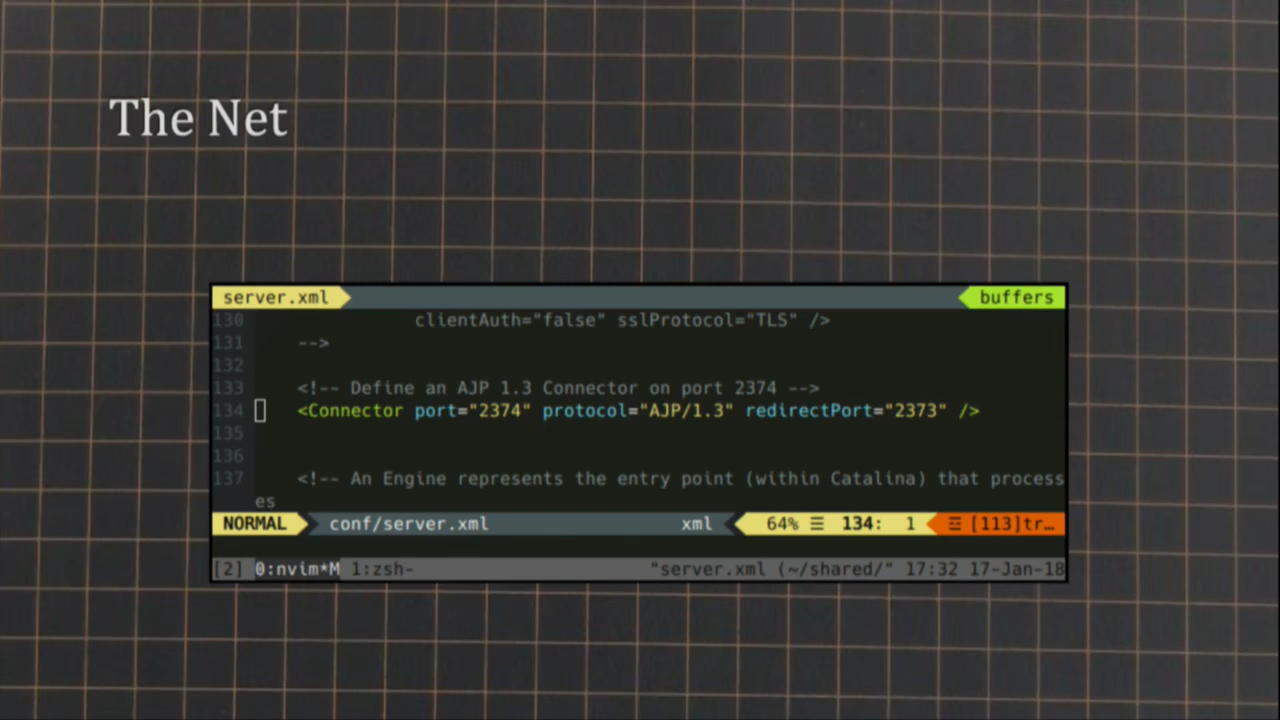 The Net
server.xml buffers
130 clientAuth="false" sslProtocol="TLS" />
131 -->
132
133 <!-- Define an AJP 1.3 Connector on port 2374 -->
134 <Connector port="2374" protocol="AJP/1.3" redirectPort="2373" />
135
136
137 <!-- An Engine represents the entry point (within Catalina) that process
es
NORMAL conf/server.xml xml 64% ☰ 134: 1 ☲ [113]tr…
[2] 0:nvim*M 1:zsh- "server.xml (~/shared/" 17:32 17-Jan-18